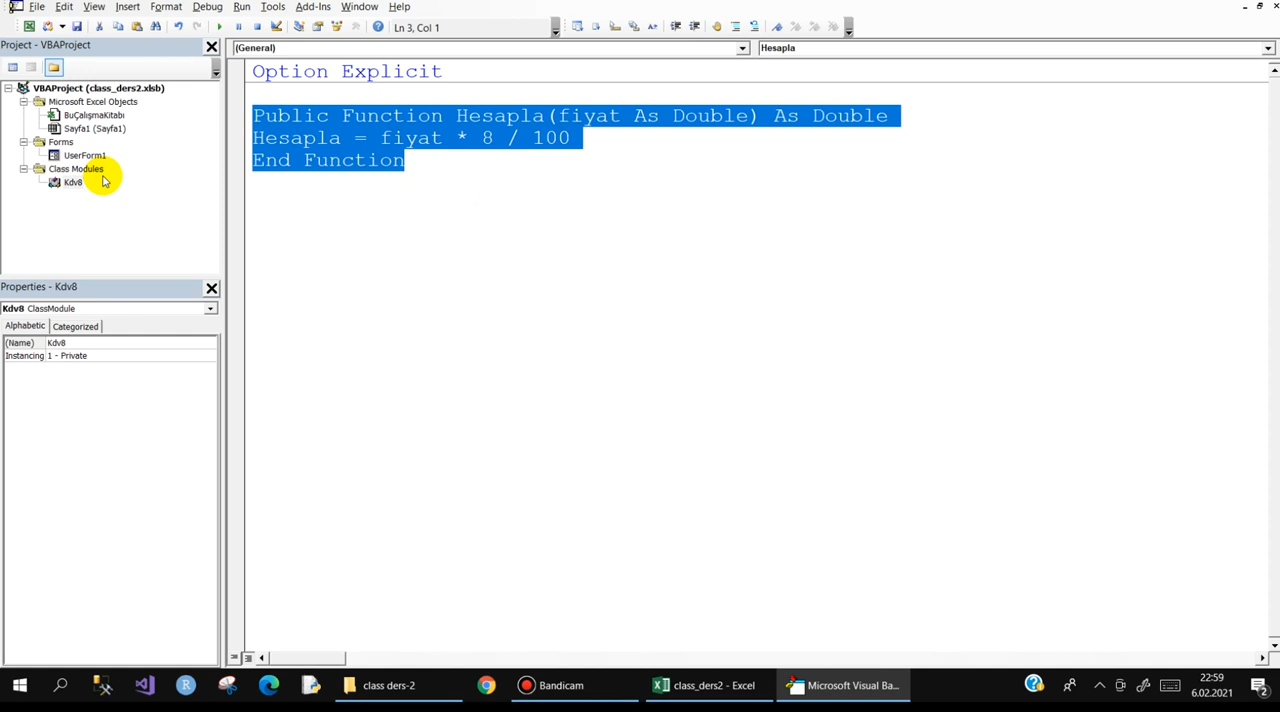 File Edit View Insert Format Debug Run Tools Add-Ins Window Help
Ln 3, Col 1
Project - VBAProject
(General)
Hesapla
VBAProject (class_ders2.xlsb)
Microsoft Excel Objects
BuÇalışmaKitabı
Sayfa1 (Sayfa1)
Forms
UserForm1
Class Modules
Kdv8
Option Explicit
Public Function Hesapla(fiyat As Double) As Double
Hesapla = fiyat * 8 / 100
End Function
Properties - Kdv8
Kdv8 ClassModule
Alphabetic Categorized
(Name) Kdv8
Instancing 1 - Private
class ders-2
Bandicam
class_ders2 - Excel
Microsoft Visual Ba...
22:59
6.02.2021
2